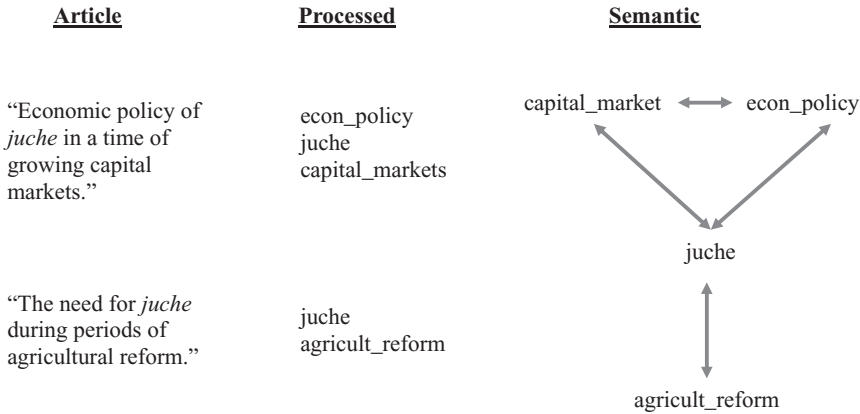 Article
Processed
Semantic
“Economic policy of
juche in a time of
growing capital
markets.”
econ_policy
juche
capital_markets
capital_market
econ_policy
juche
“The need for juche
during periods of
agricultural reform.”
juche
agricult_reform
agricult_reform